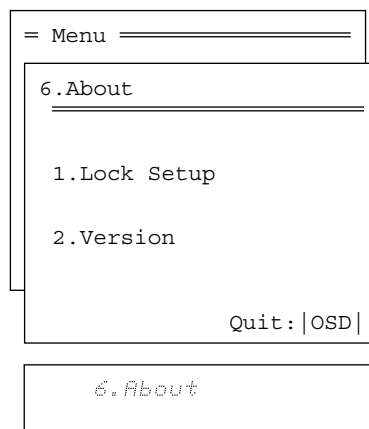 = Menu
6.About
1.Lock Setup
2.Version
Quit:|OSD|
6.About